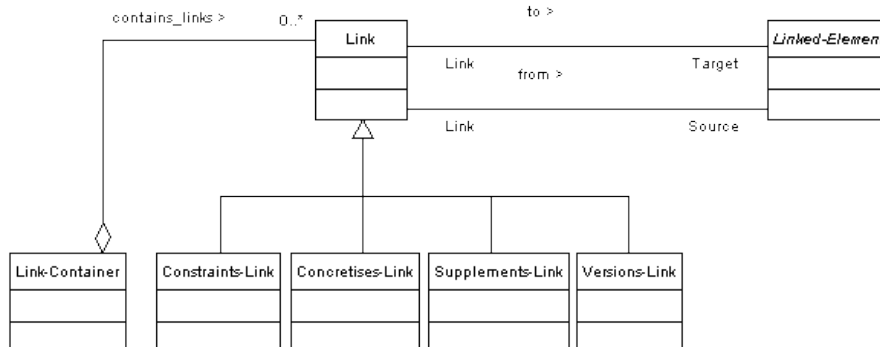 contains_links >
0..*
Link
to >
Linked-Elemen
Link
Target
from >
Link
Source
Link-Container
Constraints-Link
Concretises-Link
Supplements-Link
Versions-Link